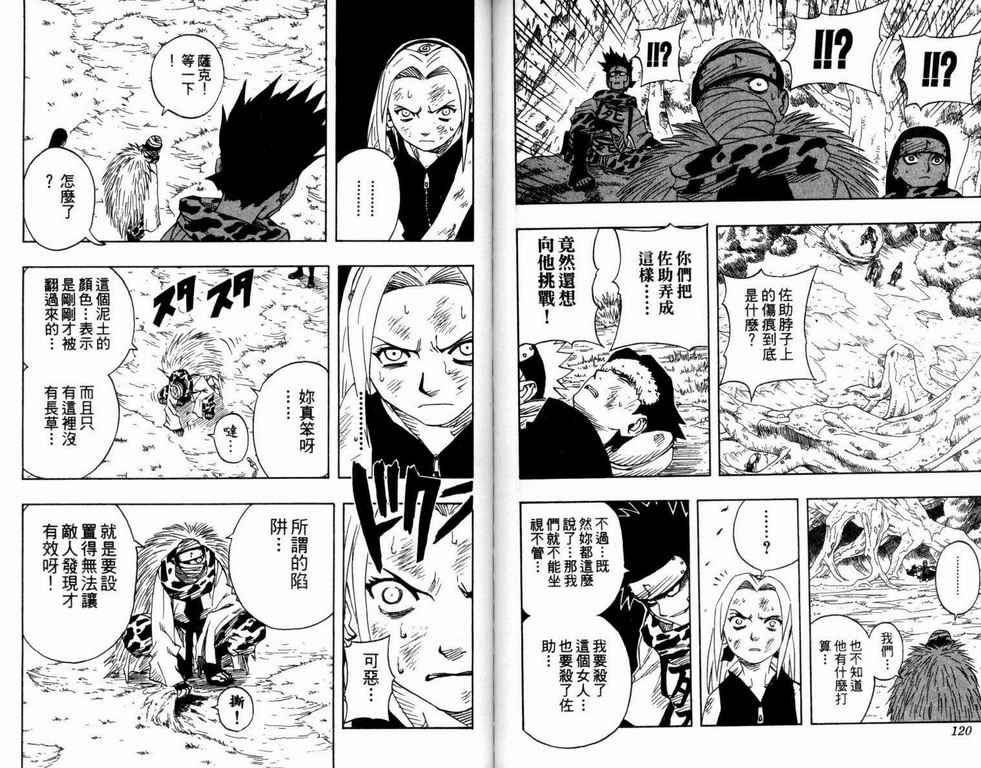 !!?
!!?
!!?
死
佐助脖子上
的傷痕到底
是什麼?
你們把
佐助弄成
這樣……
竟然還想
向他挑戰!
………
我們…
也不知道
他有什麼打
算…
……?
不過…既
然妳都這麼
說了…那我
們就不能坐
視不管…
我要殺了
這個女人…
也要殺了佐
助…
死
120
………
薩克!
等一下
怎麼了
?
………
スタ
スタ
妳真笨呀
……
噠…
這個泥土的
顏色…表示
是剛剛才被
翻過來的…
而且只
有這裡沒
有長草…
ドクン
可惡…
所謂的陷
阱…
撕!
就是要設
置得無法讓
敵人發現才
有效呀!